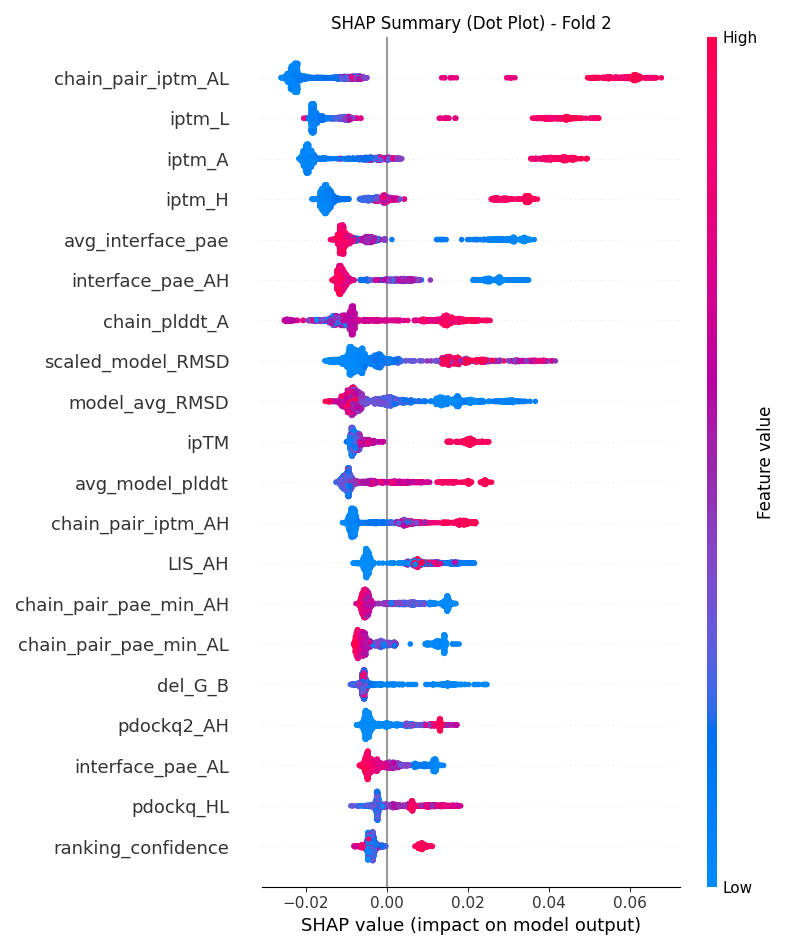 SHAP Summary (Dot Plot) - Fold 2
High
chain_pair_iptm_AL
iptm_L
iptm_A
iptm_H
avg_interface_pae
interface_pae_AH
chain_plddt_A
scaled_model_RMSD
model_avg_RMSD
ipTM
avg_model_plddt
chain_pair_iptm_AH
LIS_AH
chain_pair_pae_min_AH
chain_pair_pae_min_AL
del_G_B
pdockq2_AH
interface_pae_AL
pdockq_HL
ranking_confidence
Feature value
Low
−0.02 0.00 0.02 0.04 0.06
SHAP value (impact on model output)